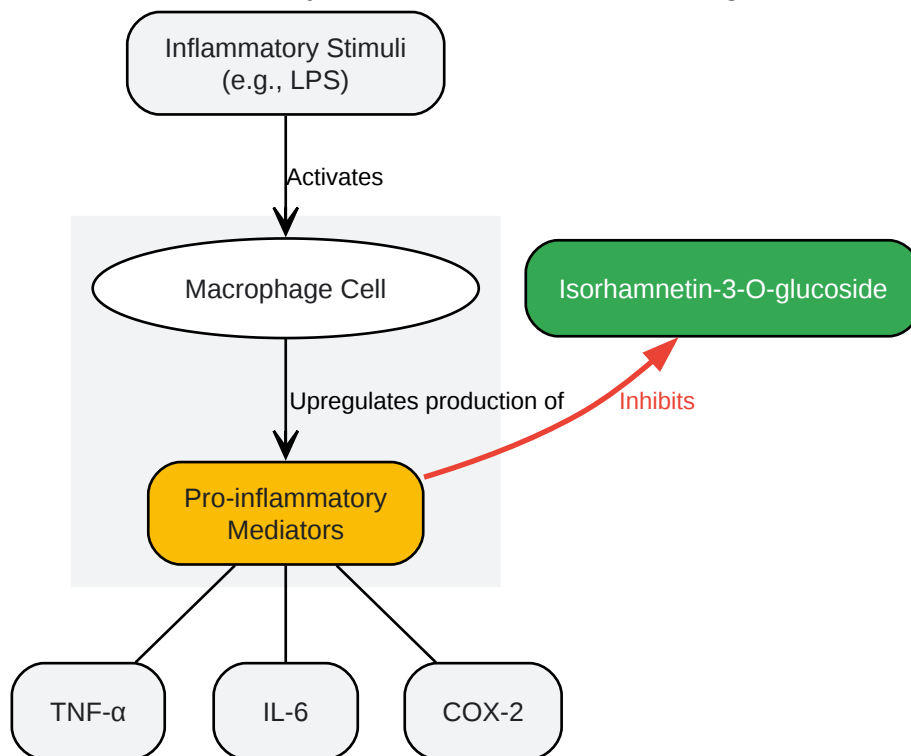 Inflammatory Stimuli
(e.g., LPS)
Activates
Macrophage Cell
Isorhamnetin-3-O-glucoside
Upregulates production of
Inhibits
Pro-inflammatory
Mediators
TNF-α
IL-6
COX-2